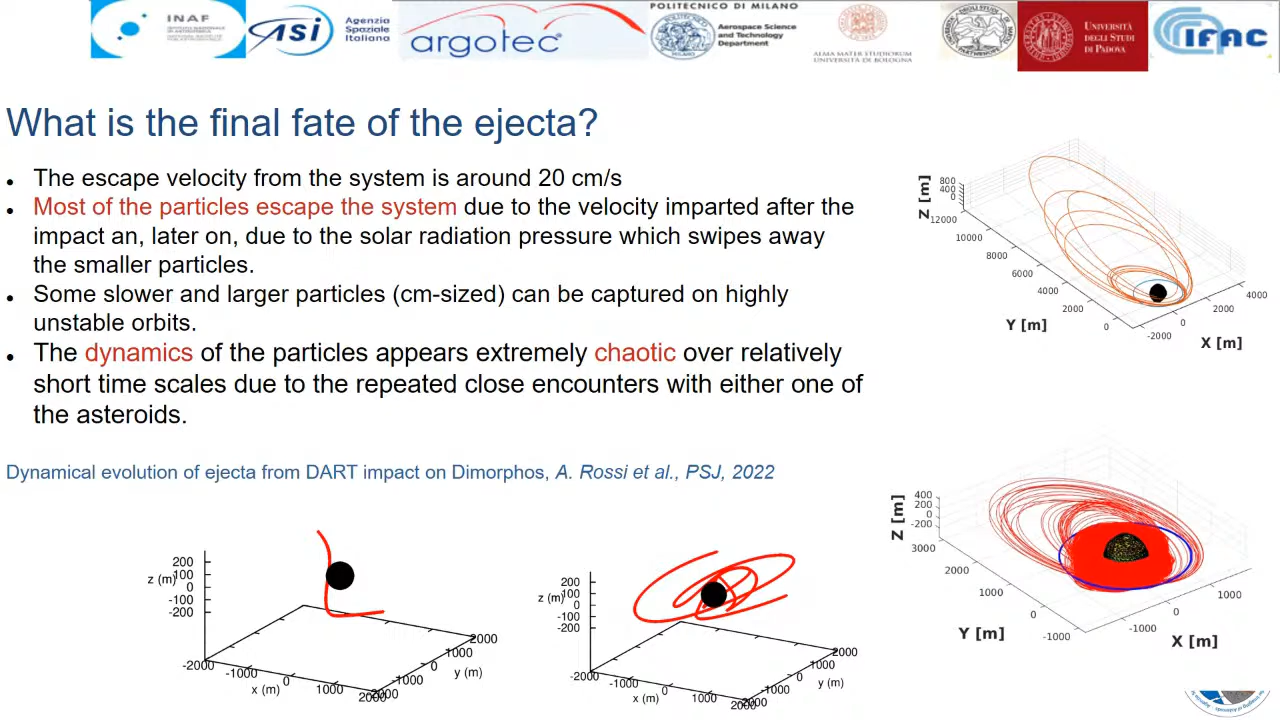 INAF
ASI
Agenzia
Spaziale
Italiana
argotec
POLITECNICO DI MILANO
Aerospace Science
and Technology
Department
ALMA MATER STUDIORUM
UNIVERSITÀ DI BOLOGNA
UNIVERSITÀ
DEGLI STUDI
DI PADOVA
IFAC
What is the final fate of the ejecta?
The escape velocity from the system is around 20 cm/s
Most of the particles escape the system due to the velocity imparted after the
impact an, later on, due to the solar radiation pressure which swipes away
the smaller particles.
Some slower and larger particles (cm-sized) can be captured on highly
unstable orbits.
The dynamics of the particles appears extremely chaotic over relatively
short time scales due to the repeated close encounters with either one of
the asteroids.
Dynamical evolution of ejecta from DART impact on Dimorphos, A. Rossi et al., PSJ, 2022
Z [m]
800
400
0
12000
10000
8000
6000
4000
2000
0
Y [m]
-2000
0
2000
4000
X [m]
Z [m]
400
200
0
-200
3000
2000
1000
0
-1000
Y [m]
-1000
0
1000
X [m]
z (m)
200
100
0
-100
-200
-2000
-1000
0
1000
2000
x (m)
-2000
-1000
0
1000
2000
y (m)
z (m)
200
100
0
-100
-200
-2000
-1000
0
1000
2000
x (m)
-2000
-1000
0
1000
2000
y (m)